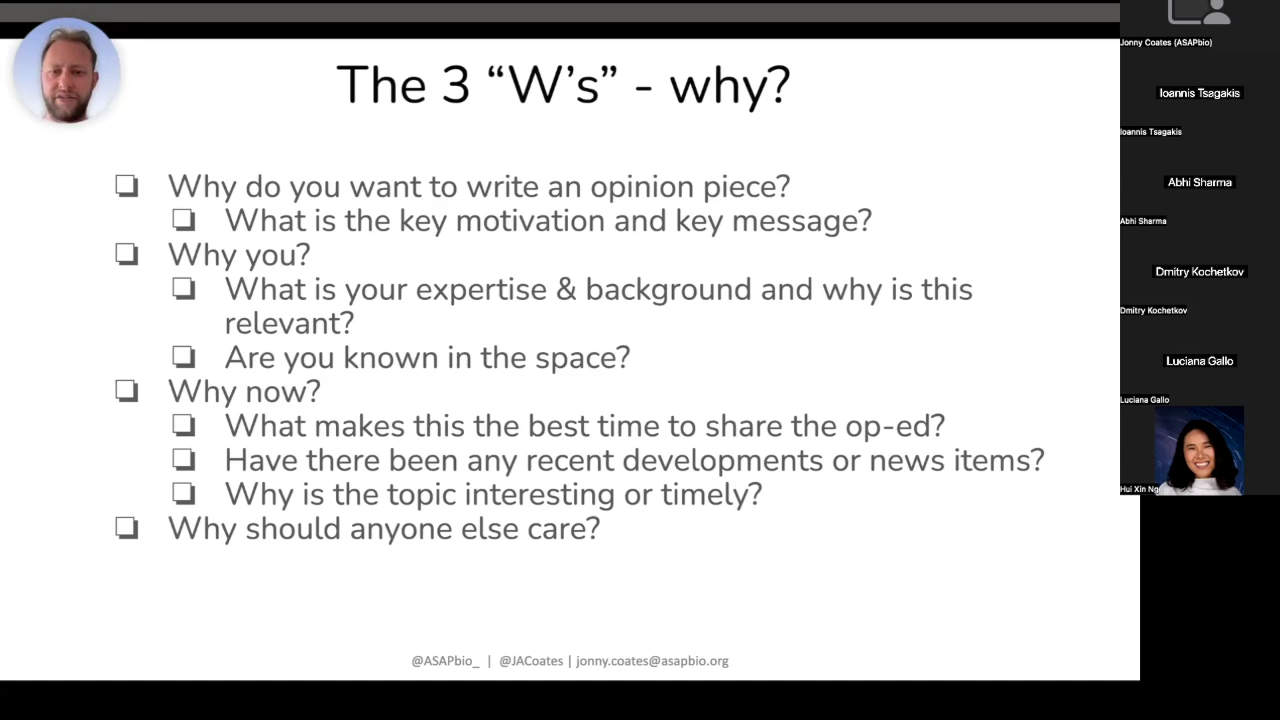 The 3 “W’s” - why?
Why do you want to write an opinion piece?
What is the key motivation and key message?
Why you?
What is your expertise & background and why is this
relevant?
Are you known in the space?
Why now?
What makes this the best time to share the op-ed?
Have there been any recent developments or news items?
Why is the topic interesting or timely?
Why should anyone else care?
@ASAPbio_ | @JACoates | jonny.coates@asapbio.org
Jonny Coates (ASAPbio)
Ioannis Tsagakis
Ioannis Tsagakis
Abhi Sharma
Abhi Sharma
Dmitry Kochetkov
Dmitry Kochetkov
Luciana Gallo
Luciana Gallo
Hui Xin Ng